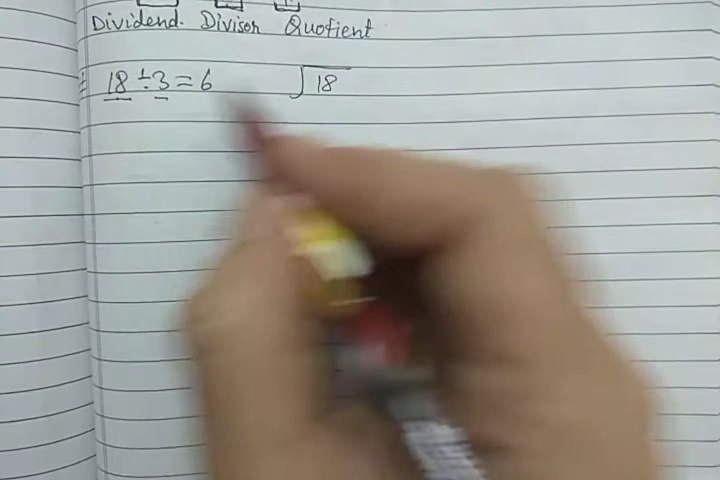 Dividend. Divisor Quotient
18 ÷ 3 = 6 18